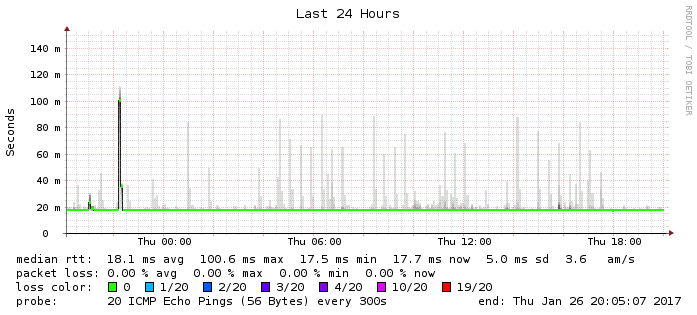 Last 24 Hours
RRDTOOL / TOBI OETIKER
Seconds
140 m
120 m
100 m
80 m
60 m
40 m
20 m
0
Thu 00:00 Thu 06:00 Thu 12:00 Thu 18:00
median rtt: 18.1 ms avg 100.6 ms max 17.5 ms min 17.7 ms now 5.0 ms sd 3.6 am/s
packet loss: 0.00 % avg 0.00 % max 0.00 % min 0.00 % now
loss color: 0 1/20 2/20 3/20 4/20 10/20 19/20
probe: 20 ICMP Echo Pings (56 Bytes) every 300s end: Thu Jan 26 20:05:07 2017